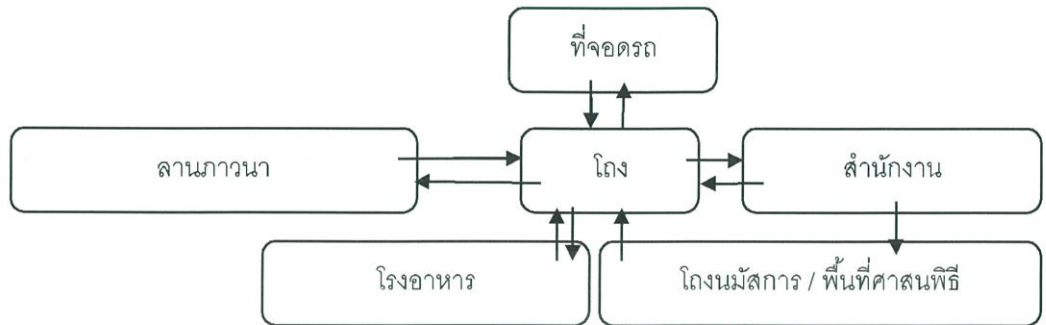 ที่จอดรถ
ลานภาวนา
โถง
สำนักงาน
โรงอาหาร
โถงนมัสการ / พื้นที่ศาสนพิธี